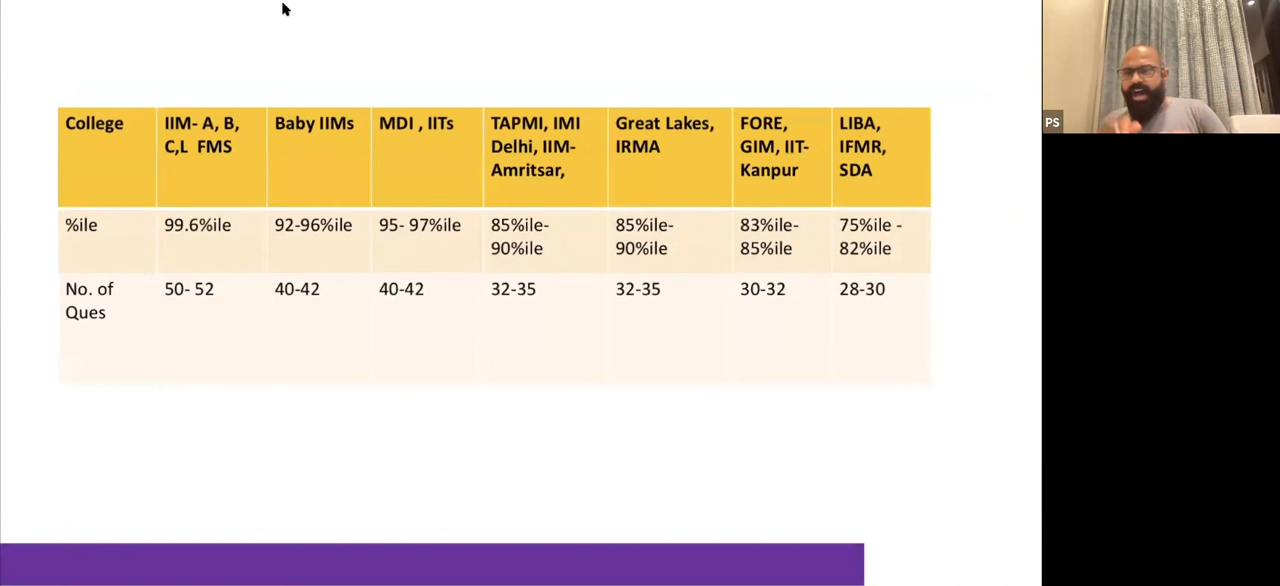 College
IIM- A, B,
C,L  FMS
Baby IIMs
MDI , IITs
TAPMI, IMI
Delhi, IIM-
Amritsar,
Great Lakes,
IRMA
FORE,
GIM, IIT-
Kanpur
LIBA,
IFMR,
SDA
%ile
99.6%ile
92-96%ile
95- 97%ile
85%ile-
90%ile
85%ile-
90%ile
83%ile-
85%ile
75%ile -
82%ile
No. of
Ques
50- 52
40-42
40-42
32-35
32-35
30-32
28-30
PS